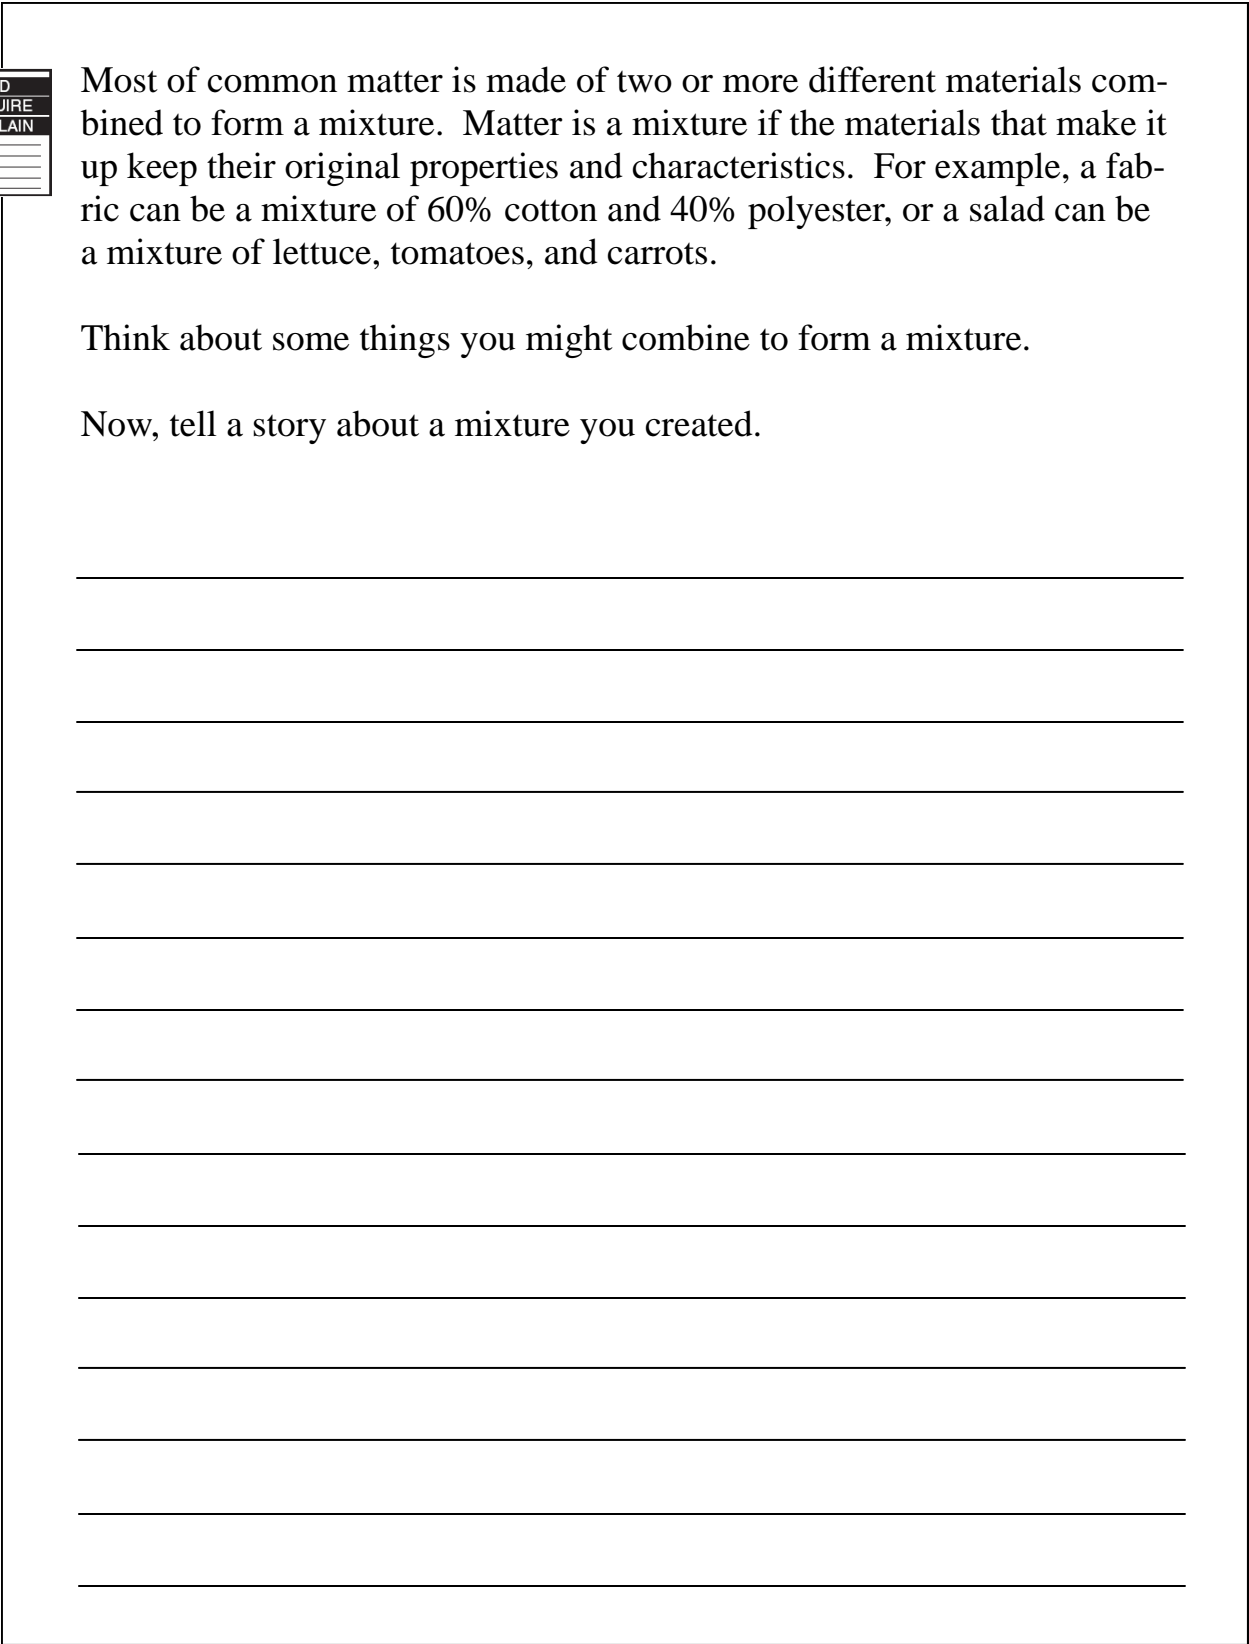 D
UIRE
LAIN
Most of common matter is made of two or more different materials com-
bined to form a mixture.  Matter is a mixture if the materials that make it
up keep their original properties and characteristics.  For example, a fab-
ric can be a mixture of 60% cotton and 40% polyester, or a salad can be
a mixture of lettuce, tomatoes, and carrots.
Think about some things you might combine to form a mixture.
Now, tell a story about a mixture you created.